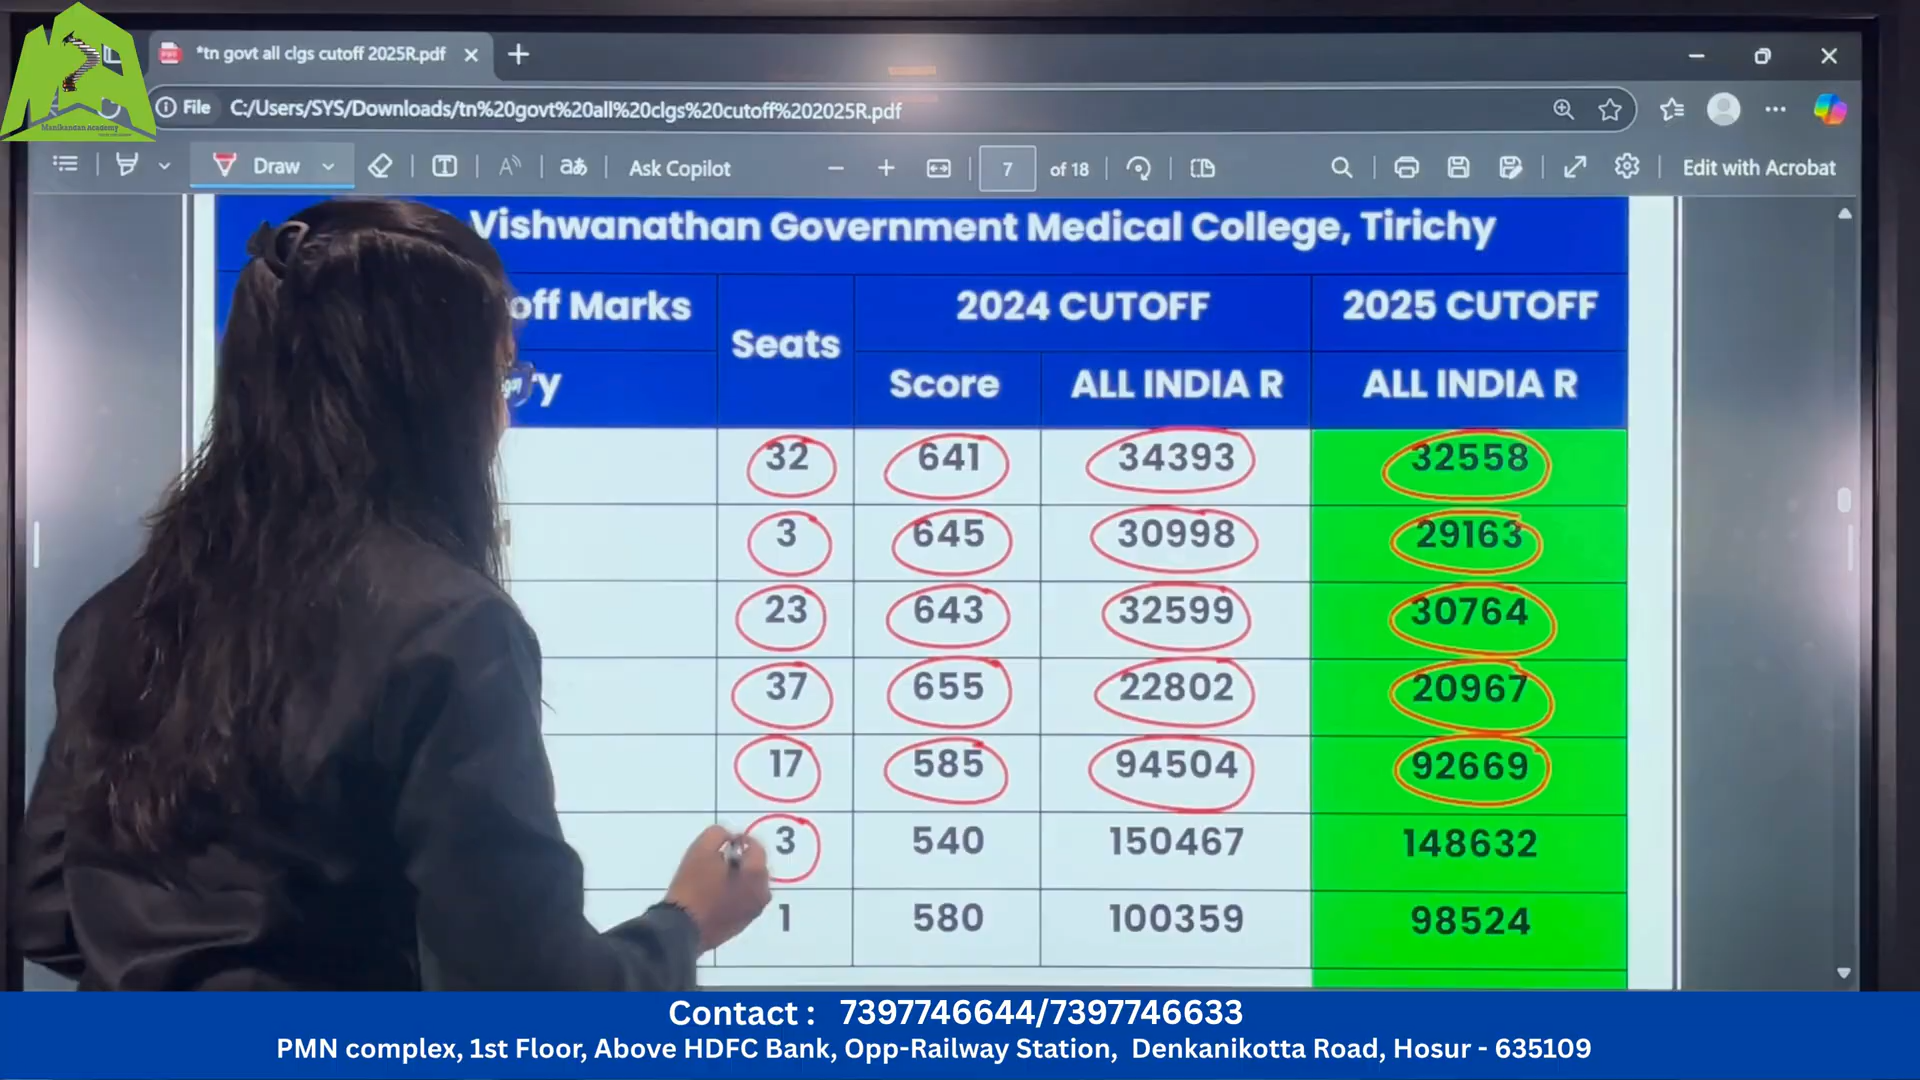 *tn govt all clgs cutoff 2025R.pdf
File C:/Users/SYS/Downloads/tn%20govt%20all%20clgs%20cutoff%202025R.pdf
Draw Ask Copilot 7 of 18 Edit with Acrobat
Manikandan Academy
Vishwanathan Government Medical College, Tirichy
off Marks Seats 2024 CUTOFF 2025 CUTOFF
ry Score ALL INDIA R ALL INDIA R
32 641 34393 32558
3 645 30998 29163
23 643 32599 30764
37 655 22802 20967
17 585 94504 92669
3 540 150467 148632
1 580 100359 98524
Contact : 7397746644/7397746633
PMN complex, 1st Floor, Above HDFC Bank, Opp-Railway Station, Denkanikotta Road, Hosur - 635109